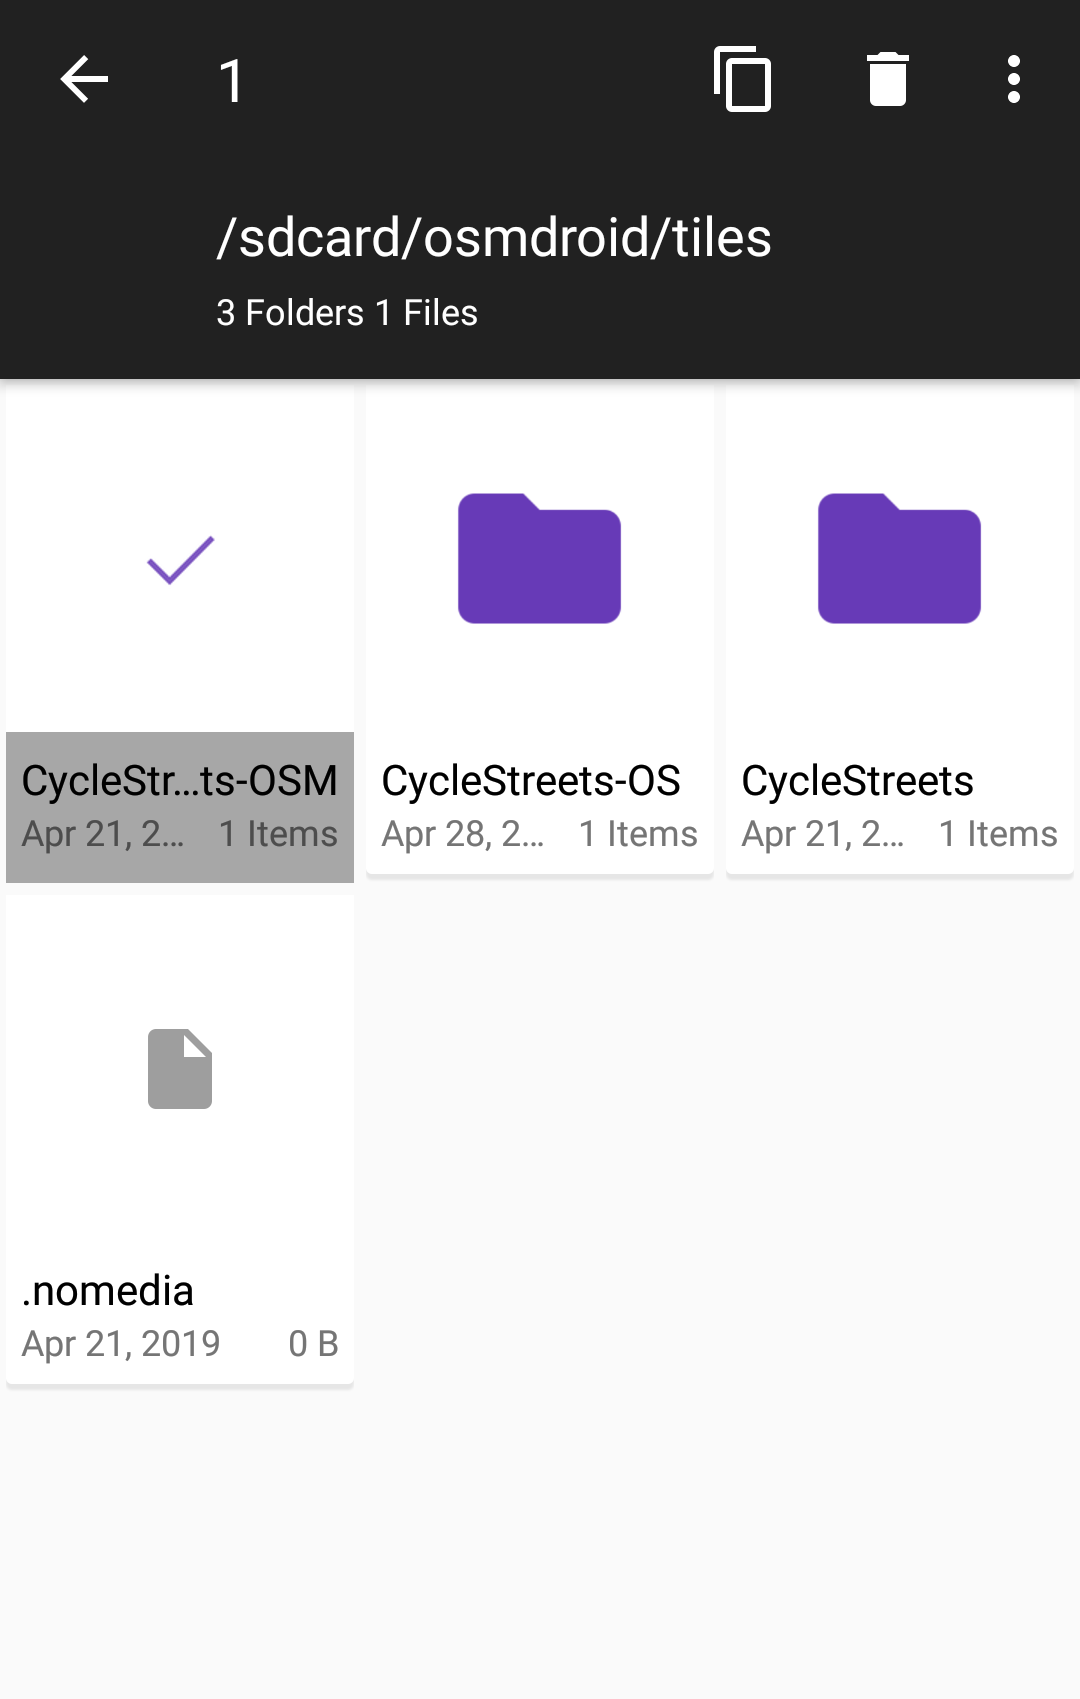 1
/sdcard/osmdroid/tiles
3 Folders 1 Files
CycleStr...ts-OSM
Apr 21, 2... 1 Items
CycleStreets-OS
Apr 28, 2... 1 Items
CycleStreets
Apr 21, 2... 1 Items
.nomedia
Apr 21, 2019 0 B